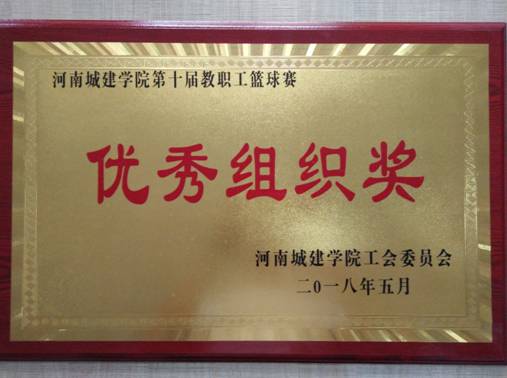 河南城建学院第十届教职工篮球赛
优秀组织奖
河南城建学院工会委员会
二0一八年五月